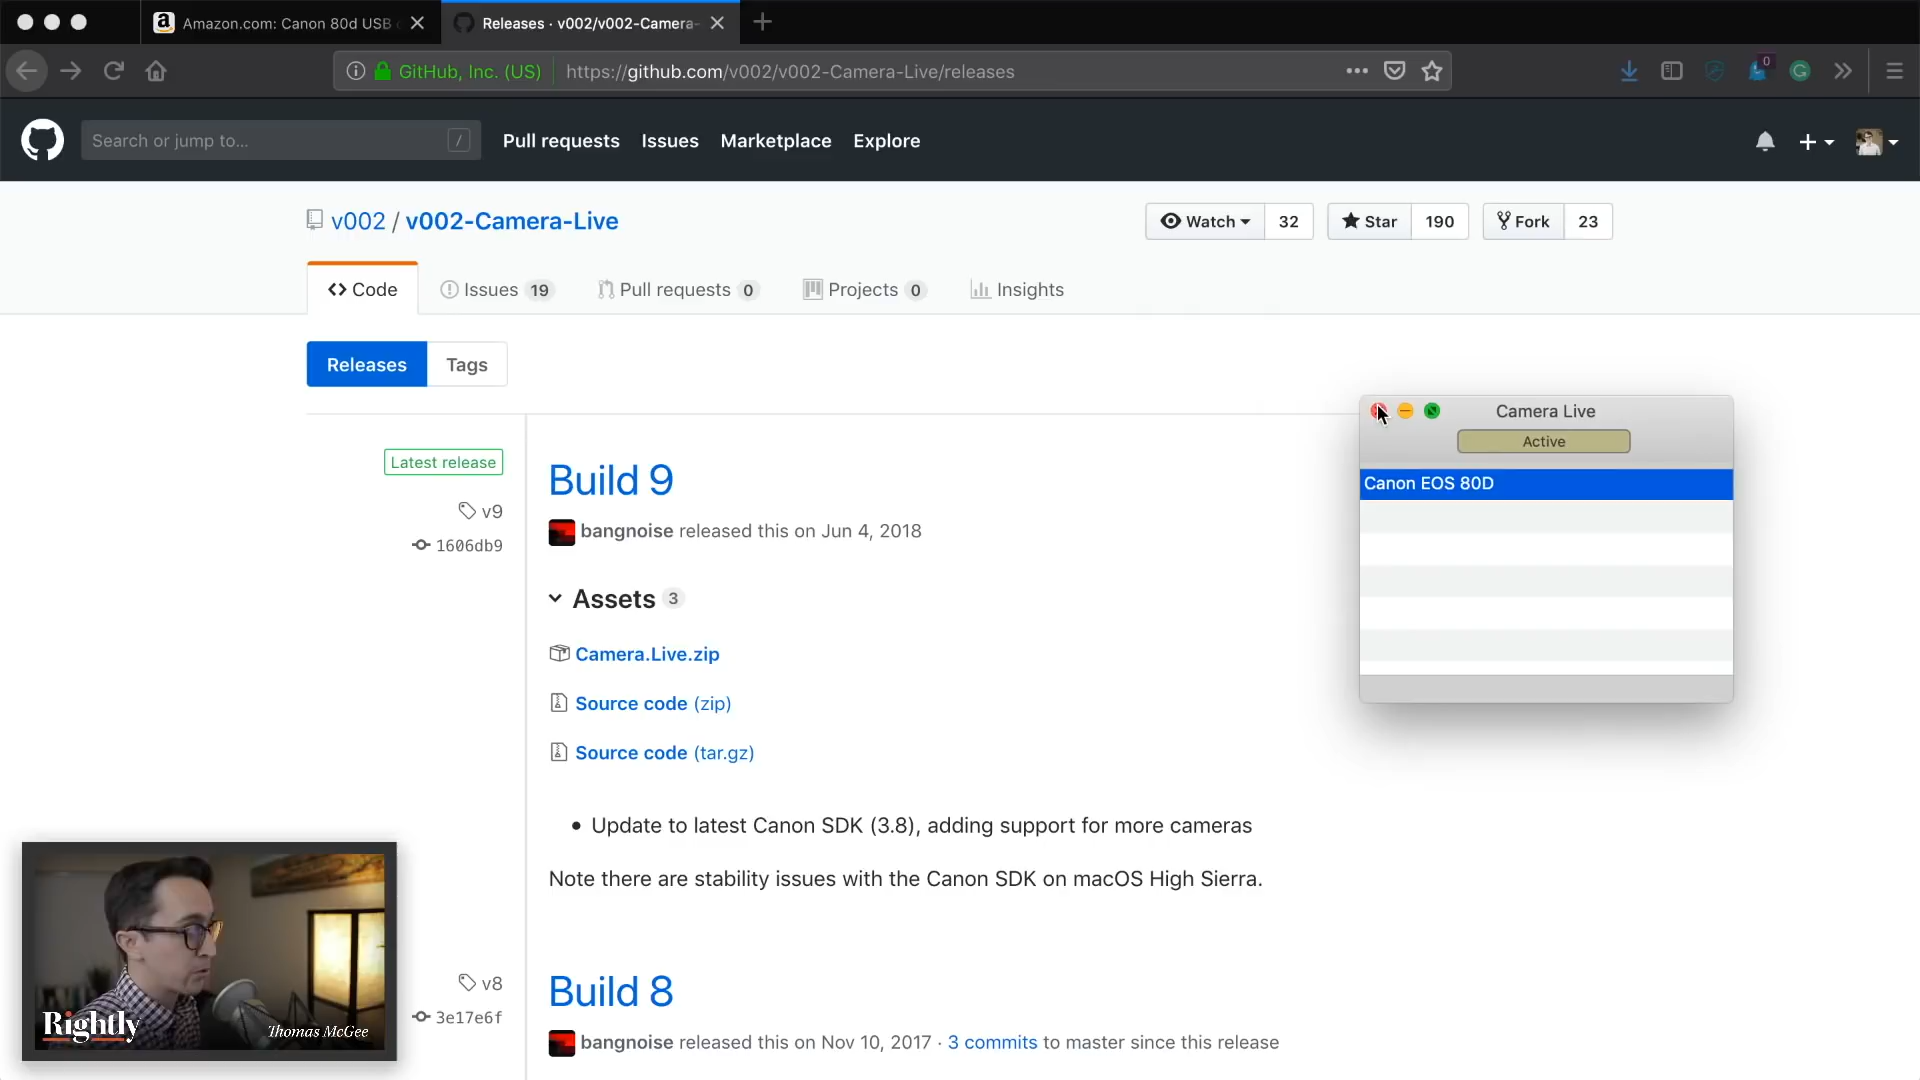 Amazon.com: Canon 80d USB
Releases · v002/v002-Camera-
GitHub, Inc. (US)
https://github.com/v002/v002-Camera-Live/releases
0
Search or jump to...
/
Pull requests
Issues
Marketplace
Explore
v002 / v002-Camera-Live
Watch
32
Star
190
Fork
23
Code
Issues 19
Pull requests 0
Projects 0
Insights
Releases
Tags
Camera Live
Active
Canon EOS 80D
Latest release
v9
1606db9
Build 9
bangnoise released this on Jun 4, 2018
Assets 3
Camera.Live.zip
Source code (zip)
Source code (tar.gz)
Update to latest Canon SDK (3.8), adding support for more cameras
Note there are stability issues with the Canon SDK on macOS High Sierra.
v8
3e17e6f
Build 8
bangnoise released this on Nov 10, 2017 · 3 commits to master since this release
Rightly
Thomas McGee